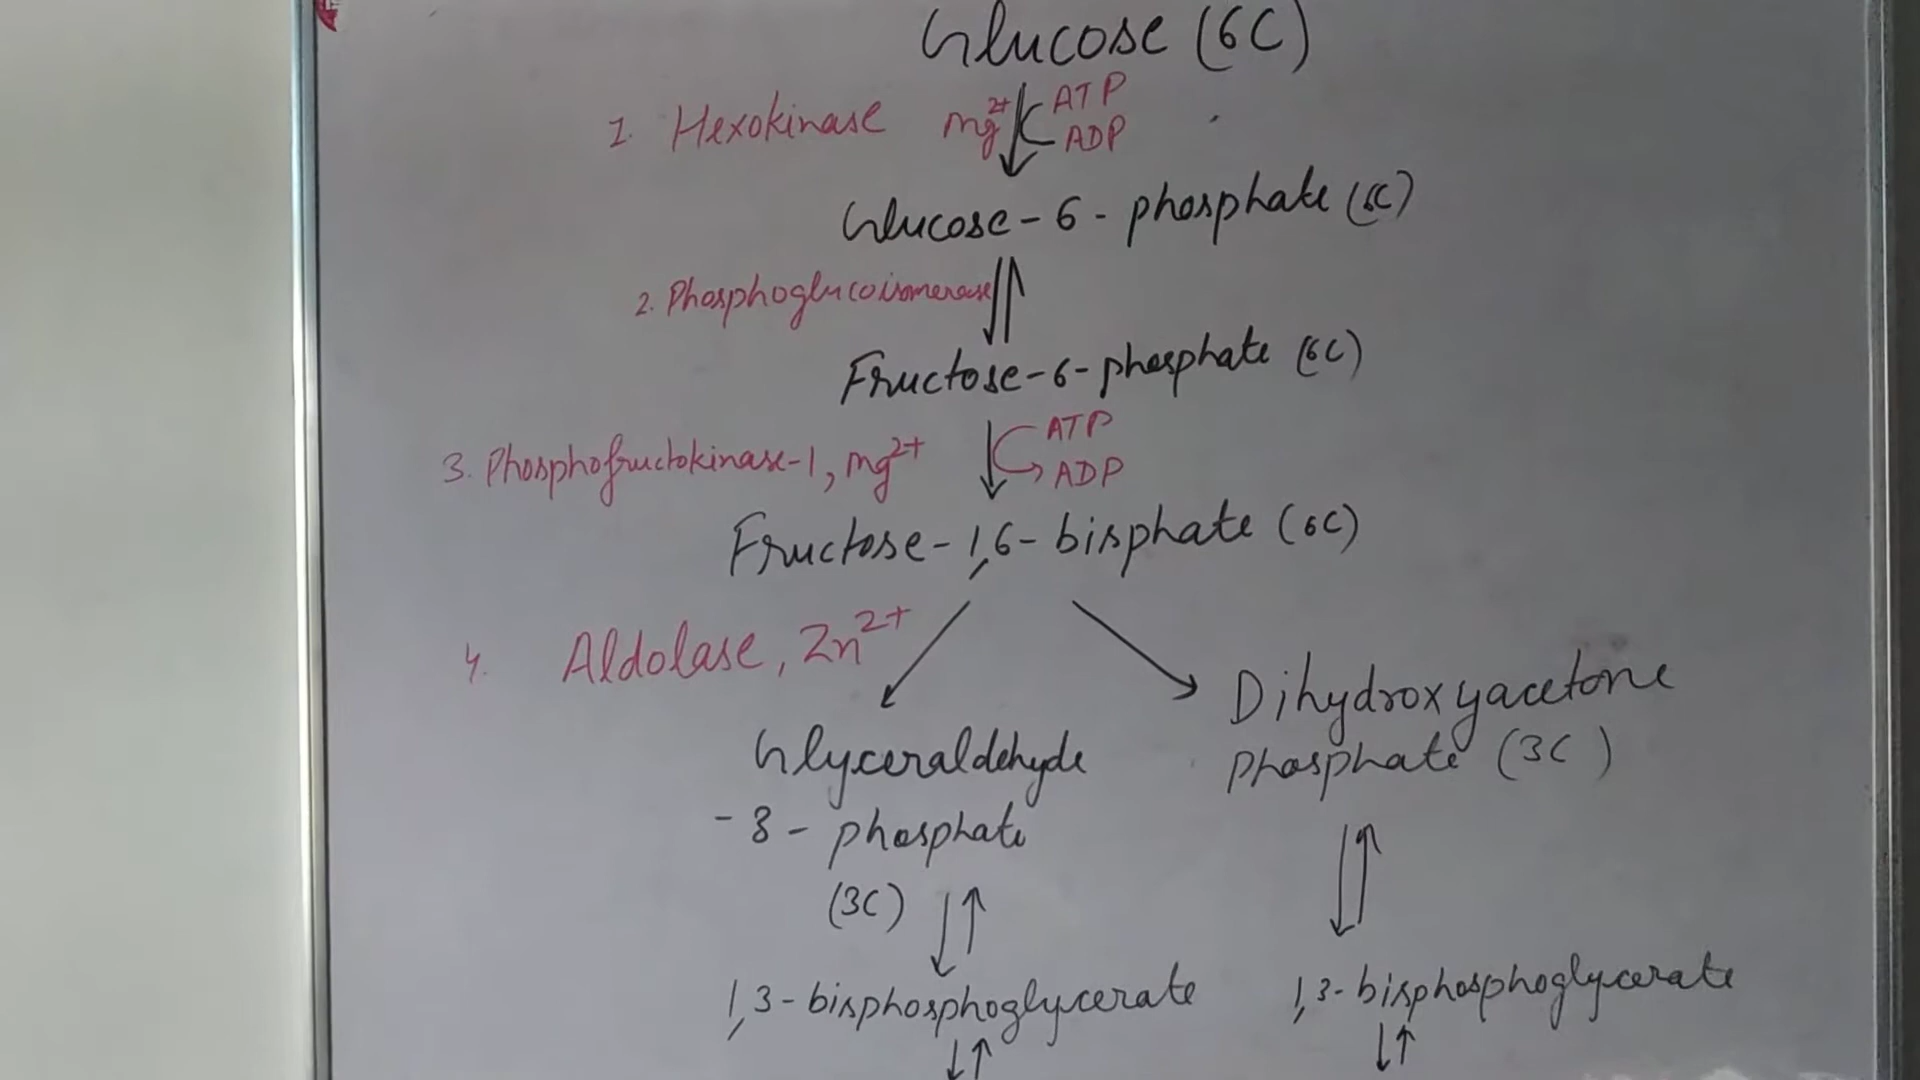 Glucose (6C)
1. Hexokinase Mg2+ ATP
ADP
Glucose-6-phosphate (6C)
2. Phosphoglucoisomerase
Fructose-6-phosphate (6C)
ATP
3. Phosphofructokinase-1, Mg2+
ADP
Fructose-1,6-bisphate (6C)
4. Aldolase, Zn2+
Dihydroxyacetone
phosphate (3C)
Glyceraldehyde
-3-phosphate
(3C)
1,3-bisphosphoglycerate 1,3-bisphosphoglycerate